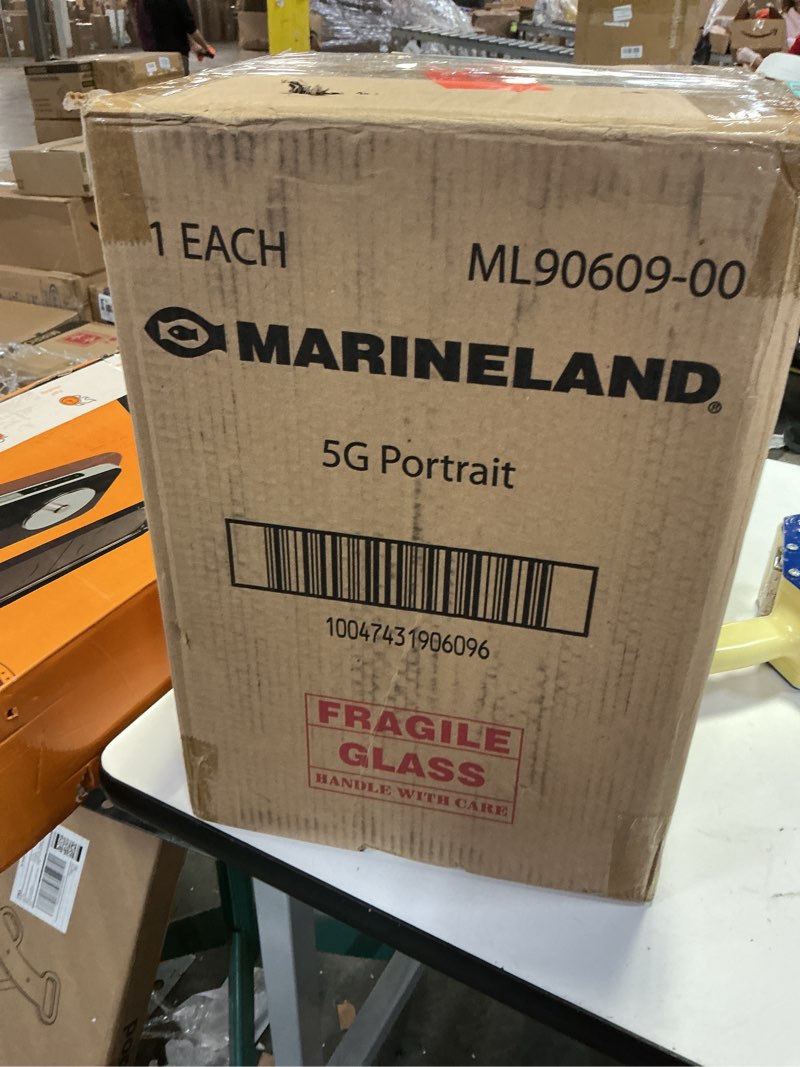 1 EACH
ML90609-00
MARINELAND®
5G Portrait
10047431906096
FRAGILE
GLASS
HANDLE WITH CARE